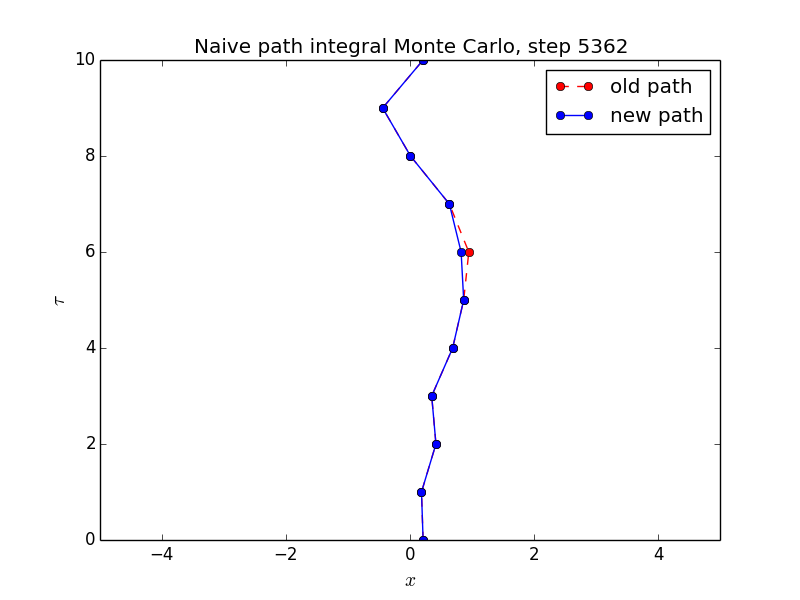 Naive path integral Monte Carlo, step 5362
old path
new path
10
8
6
4
2
0
τ
−4 −2 0 2 4
x